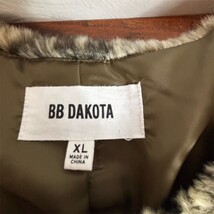 BB DAKOTA
XL
MADE IN
CHINA